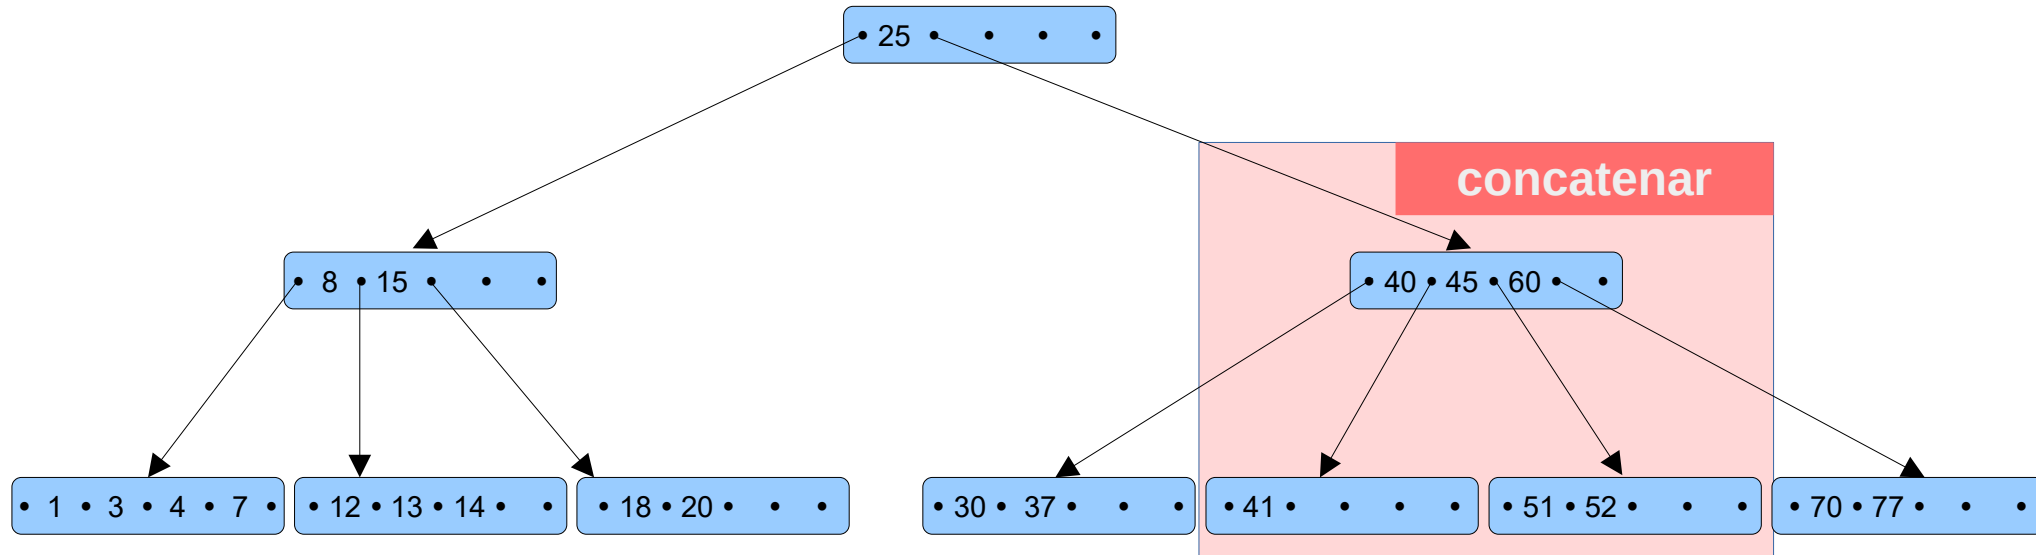 • 25 • • • •
concatenar
• 8 • 15 • • •
• 40 • 45 • 60 • •
• 1 • 3 • 4 • 7 •
• 12 • 13 • 14 • •
• 18 • 20 • • •
• 30 • 37 • • •
• 41 • • • •
• 51 • 52 • • •
• 70 • 77 • • •